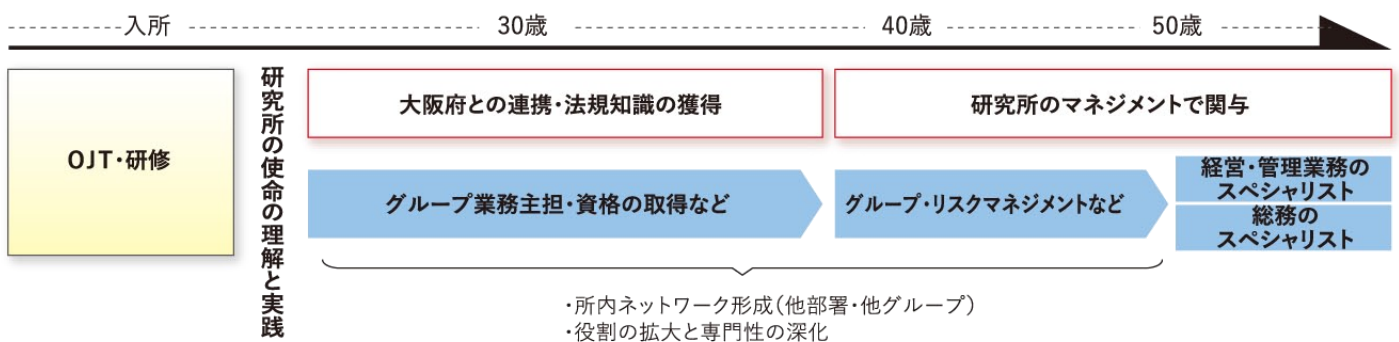 入所
30歳
40歳
50歳
OJT・研修
研究所の使命の理解と実践
大阪府との連携・法規知識の獲得
研究所のマネジメントで関与
グループ業務主担・資格の取得など
グループ・リスクマネジメントなど
経営・管理業務の
スペシャリスト
総務の
スペシャリスト
・所内ネットワーク形成(他部署・他グループ)
・役割の拡大と専門性の深化